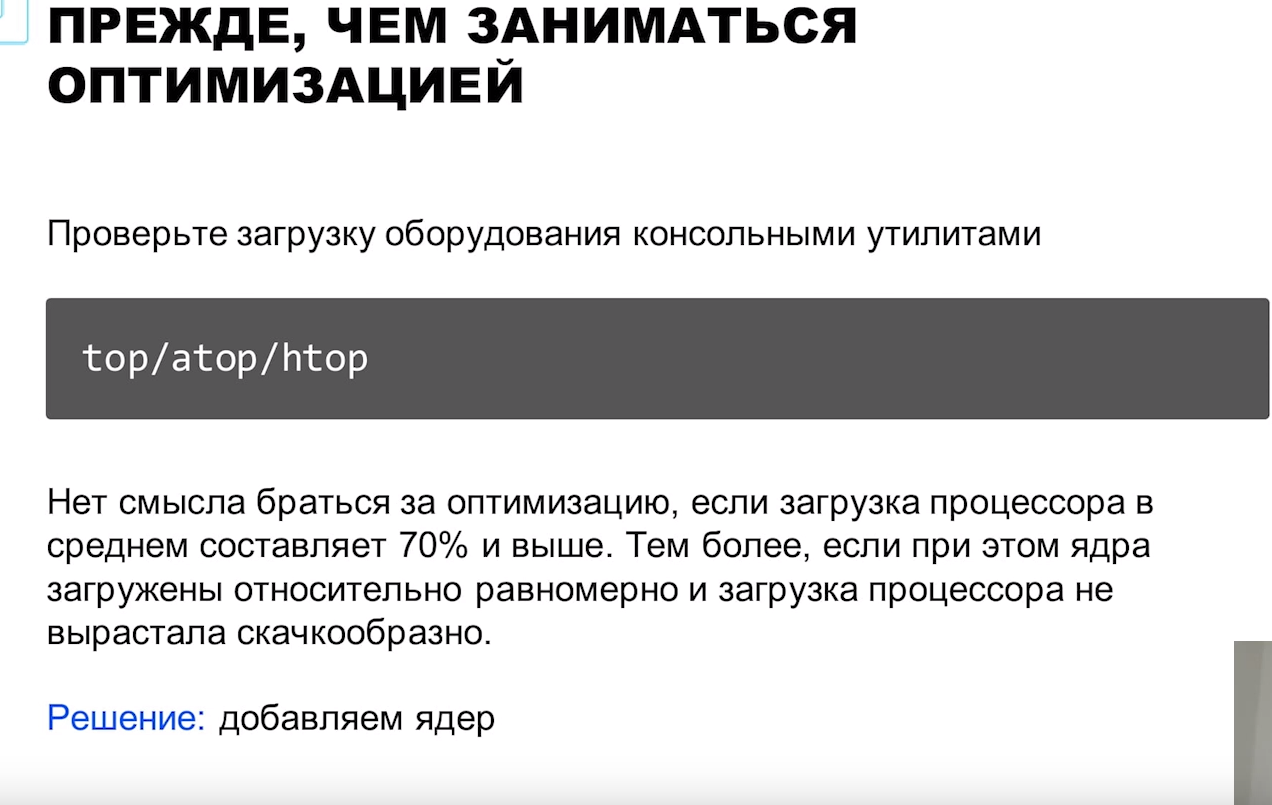 ПРЕЖДЕ, ЧЕМ ЗАНИМАТЬСЯ
ОПТИМИЗАЦИЕЙ
Проверьте загрузку оборудования консольными утилитами
top/atop/htop
Нет смысла браться за оптимизацию, если загрузка процессора в
среднем составляет 70% и выше. Тем более, если при этом ядра
загружены относительно равномерно и загрузка процессора не
вырастала скачкообразно.
Решение: добавляем ядер